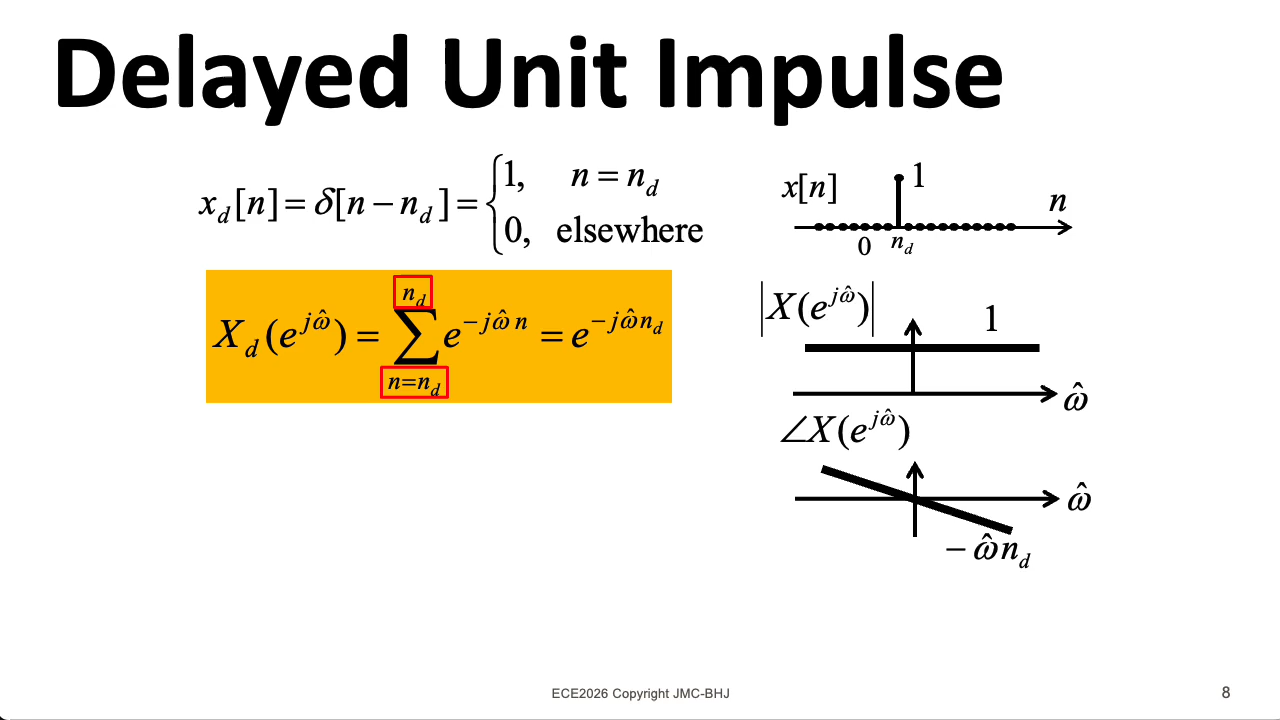 Delayed Unit Impulse
x_d[n] = δ[n − n_d] = { 1, n = n_d
0, elsewhere
x[n] 1 n
0 n_d
X_d(e^{jω̂}) = ∑_{n=n_d}^{n_d} e^{−jω̂n} = e^{−jω̂n_d}
|X(e^{jω̂})| 1
ω̂
∠X(e^{jω̂})
ω̂
−ω̂n_d
ECE2026 Copyright JMC-BHJ
8